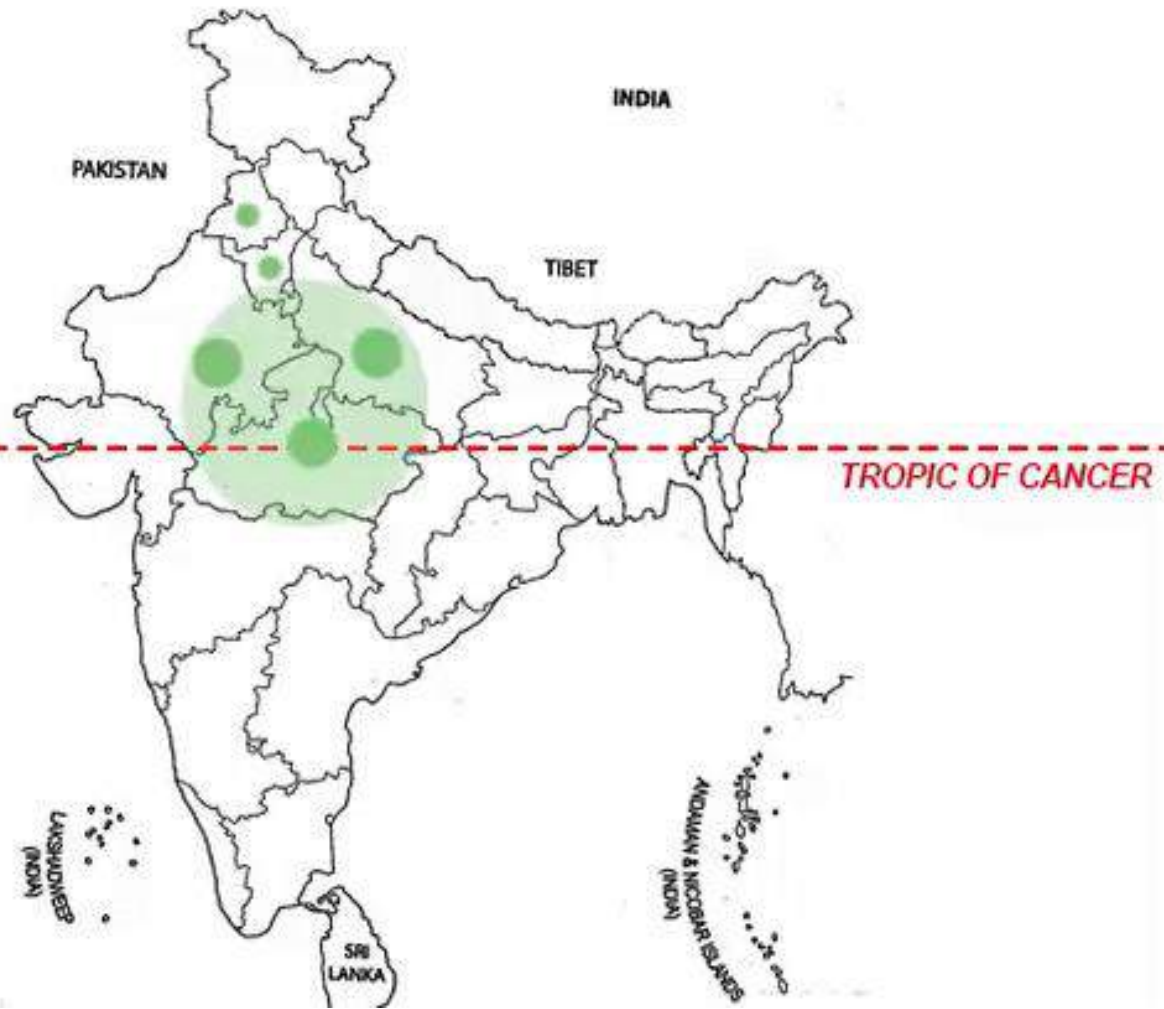 INDIA
PAKISTAN
TIBET
TROPIC OF CANCER
LAKSHADWEEP
(INDIA)
ANDAMAN & NICOBAR ISLANDS
(INDIA)
SRI
LANKA